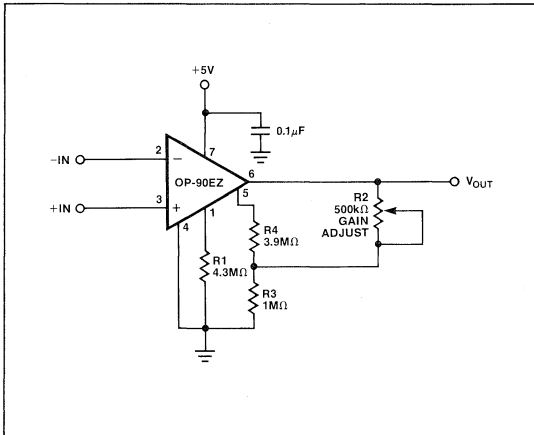 +5V
0.1µF
2
7
−IN
−
OP-90EZ
6
VOUT
5
+IN
3
+
4
1
R2
500kΩ
GAIN
ADJUST
R4
3.9MΩ
R1
4.3MΩ
R3
1MΩ